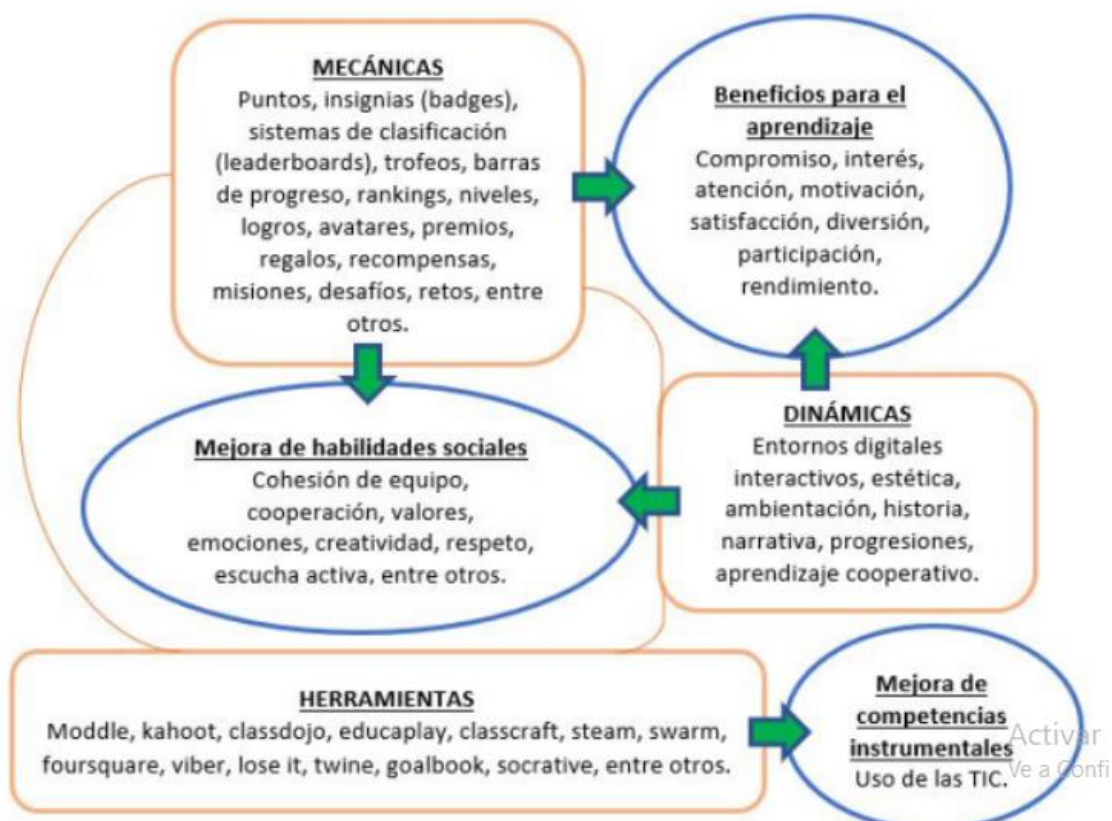 MECÁNICAS
Puntos, insignias (badges),
sistemas de clasificación
(leaderboards), trofeos, barras
de progreso, rankings, niveles,
logros, avatares, premios,
regalos, recompensas,
misiones, desafíos, retos, entre
otros.
Beneficios para el
aprendizaje
Compromiso, interés,
atención, motivación,
satisfacción, diversión,
participación,
rendimiento.
Mejora de habilidades sociales
Cohesión de equipo,
cooperación, valores,
emociones, creatividad, respeto,
escucha activa, entre otros.
DINÁMICAS
Entornos digitales
interactivos, estética,
ambientación, historia,
narrativa, progresiones,
aprendizaje cooperativo.
HERRAMIENTAS
Moddle, kahoot, classdojo, educaplay, classcraft, steam, swarm,
foursquare, viber, lose it, twine, goalbook, socrative, entre otros.
Mejora de
competencias
instrumentales
Uso de las TIC.
Activar
Ve a Confi